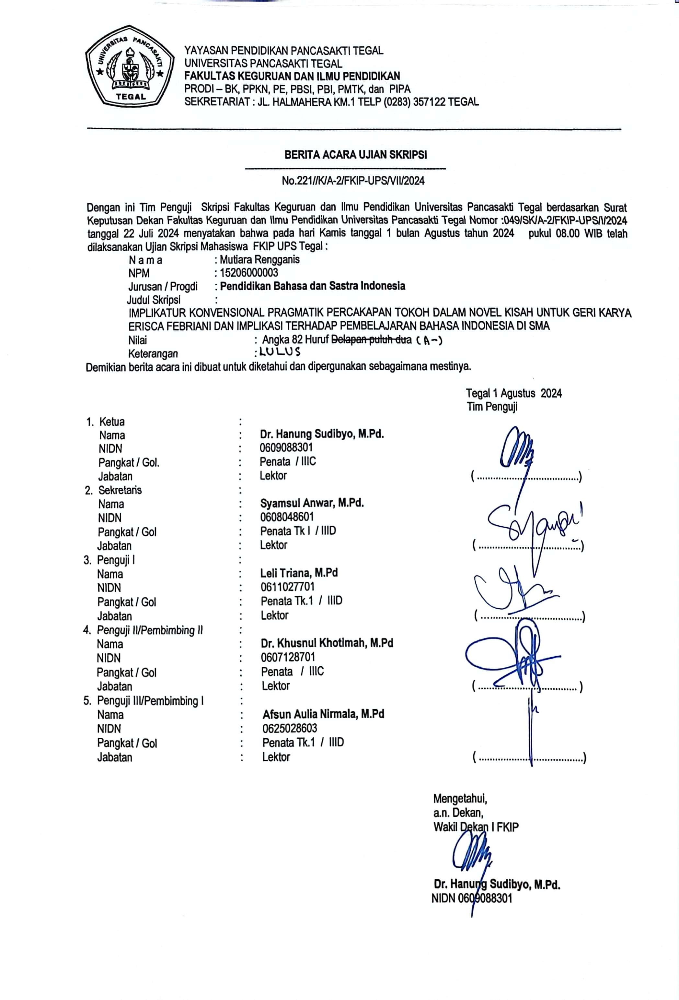 UNIVERSITAS PANCASAKTI
TEGAL
YAYASAN PENDIDIKAN PANCASAKTI TEGAL
UNIVERSITAS PANCASAKTI TEGAL
FAKULTAS KEGURUAN DAN ILMU PENDIDIKAN
PRODI – BK, PPKN, PE, PBSI, PBI, PMTK, dan PIPA
SEKRETARIAT : JL. HALMAHERA KM.1 TELP (0283) 357122 TEGAL
BERITA ACARA UJIAN SKRIPSI
No.221//K/A-2/FKIP-UPS/VII/2024
Dengan ini Tim Penguji Skripsi Fakultas Keguruan dan Ilmu Pendidikan Universitas Pancasakti Tegal berdasarkan Surat
Keputusan Dekan Fakultas Keguruan dan Ilmu Pendidikan Universitas Pancasakti Tegal Nomor :049/SK/A-2/FKIP-UPS/I/2024
tanggal 22 Juli 2024 menyatakan bahwa pada hari Kamis tanggal 1 bulan Agustus tahun 2024 pukul 08.00 WIB telah
dilaksanakan Ujian Skripsi Mahasiswa FKIP UPS Tegal :
N a m a : Mutiara Rengganis
NPM : 15206000003
Jurusan / Progdi : Pendidikan Bahasa dan Sastra Indonesia
Judul Skripsi :
IMPLIKATUR KONVENSIONAL PRAGMATIK PERCAKAPAN TOKOH DALAM NOVEL KISAH UNTUK GERI KARYA
ERISCA FEBRIANI DAN IMPLIKASI TERHADAP PEMBELAJARAN BAHASA INDONESIA DI SMA
Nilai : Angka 82 Huruf Delapan puluh dua (A-)
Keterangan : LULUS
Demikian berita acara ini dibuat untuk diketahui dan dipergunakan sebagaimana mestinya.
Tegal 1 Agustus 2024
Tim Penguji
1. Ketua :
Nama : Dr. Hanung Sudibyo, M.Pd.
NIDN : 0609088301
Pangkat / Gol. : Penata / IIIC
Jabatan : Lektor (......................................)
2. Sekretaris :
Nama : Syamsul Anwar, M.Pd.
NIDN : 0608048601
Pangkat / Gol : Penata Tk I / IIID
Jabatan : Lektor (......................................)
3. Penguji I :
Nama : Leli Triana, M.Pd
NIDN : 0611027701
Pangkat / Gol : Penata Tk.1 / IIID
Jabatan : Lektor (......................................)
4. Penguji II/Pembimbing II :
Nama : Dr. Khusnul Khotimah, M.Pd
NIDN : 0607128701
Pangkat / Gol : Penata / IIIC
Jabatan : Lektor (......................................)
5. Penguji III/Pembimbing I :
Nama : Afsun Aulia Nirmala, M.Pd
NIDN : 0625028603
Pangkat / Gol : Penata Tk.1 / IIID
Jabatan : Lektor (......................................)
Mengetahui,
a.n. Dekan,
Wakil Dekan I FKIP
Dr. Hanung Sudibyo, M.Pd.
NIDN 0609088301